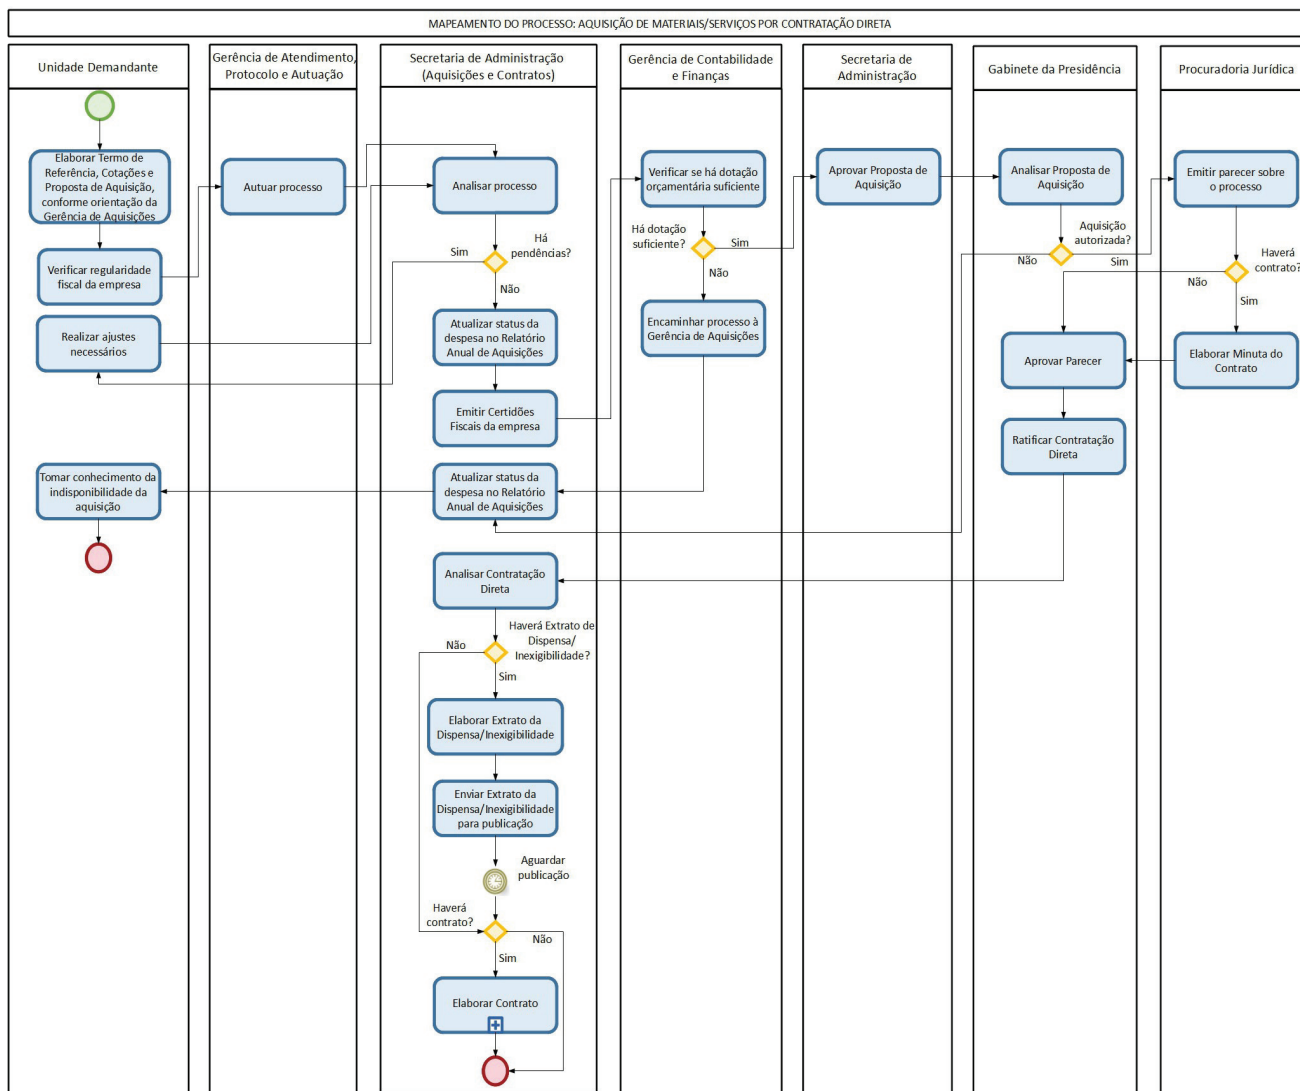 MAPEAMENTO DO PROCESSO: AQUISIÇÃO DE MATERIAIS/SERVIÇOS POR CONTRATAÇÃO DIRETA
Unidade Demandante
Gerência de Atendimento,
Protocolo e Autuação
Secretaria de Administração
(Aquisições e Contratos)
Gerência de Contabilidade
e Finanças
Secretaria de
Administração
Gabinete da Presidência
Procuradoria Jurídica
Elaborar Termo de
Referência, Cotações e
Proposta de Aquisição,
conforme orientação da
Gerência de Aquisições
Verificar regularidade
fiscal da empresa
Realizar ajustes
necessários
Tomar conhecimento da
indisponibilidade da
aquisição
Autuar processo
Analisar processo
Há
pendências?
Sim
Não
Atualizar status da
despesa no Relatório
Anual de Aquisições
Emitir Certidões
Fiscais da empresa
Atualizar status da
despesa no Relatório
Anual de Aquisições
Analisar Contratação
Direta
Haverá Extrato de
Dispensa/
Inexigibilidade?
Não
Sim
Elaborar Extrato da
Dispensa/Inexigibilidade
Enviar Extrato da
Dispensa/Inexigibilidade
para publicação
Aguardar
publicação
Haverá
contrato?
Não
Sim
Elaborar Contrato
Verificar se há dotação
orçamentária suficiente
Há dotação
suficiente?
Sim
Não
Encaminhar processo à
Gerência de Aquisições
Aprovar Proposta de
Aquisição
Analisar Proposta de
Aquisição
Aquisição
autorizada?
Não
Sim
Aprovar Parecer
Ratificar Contratação
Direta
Emitir parecer sobre
o processo
Haverá
contrato?
Não
Sim
Elaborar Minuta do
Contrato